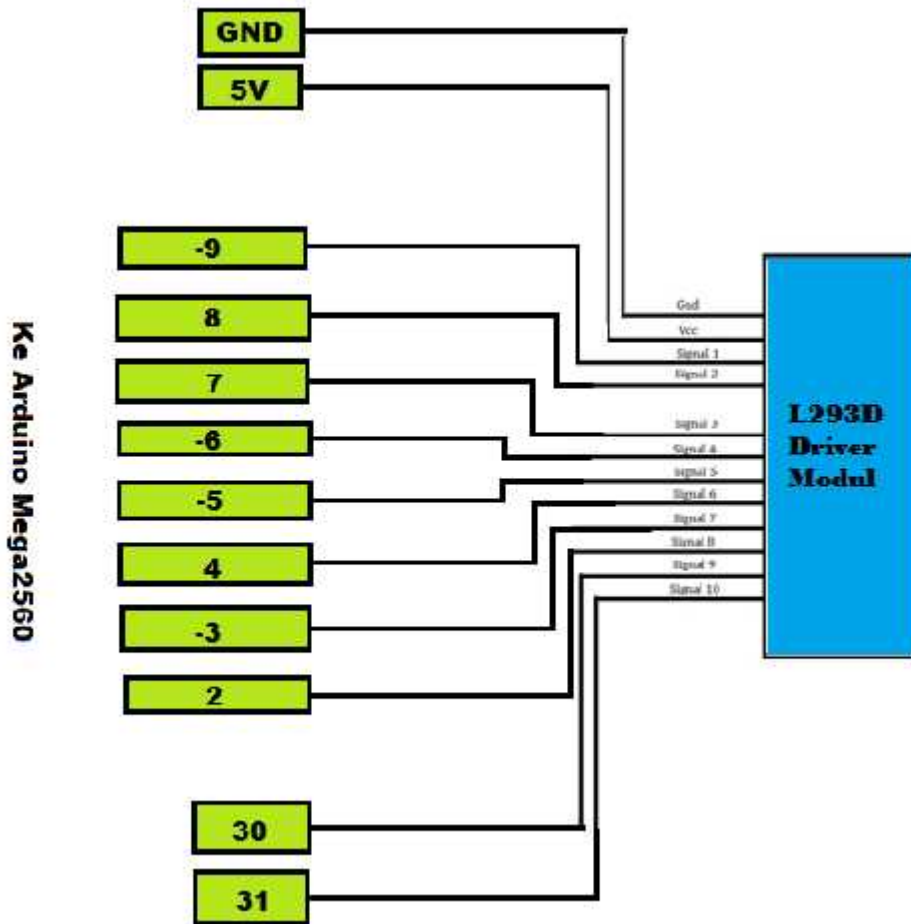 GND
5V
-9
8
7
-6
-5
4
-3
2
30
31
Ke Arduino Mega2560
Gnd
Vcc
Signal 1
Signal 2
Signal 3
Signal 4
Signal 5
Signal 6
Signal 7
Signal 8
Signal 9
Signal 10
L293D
Driver
Modul